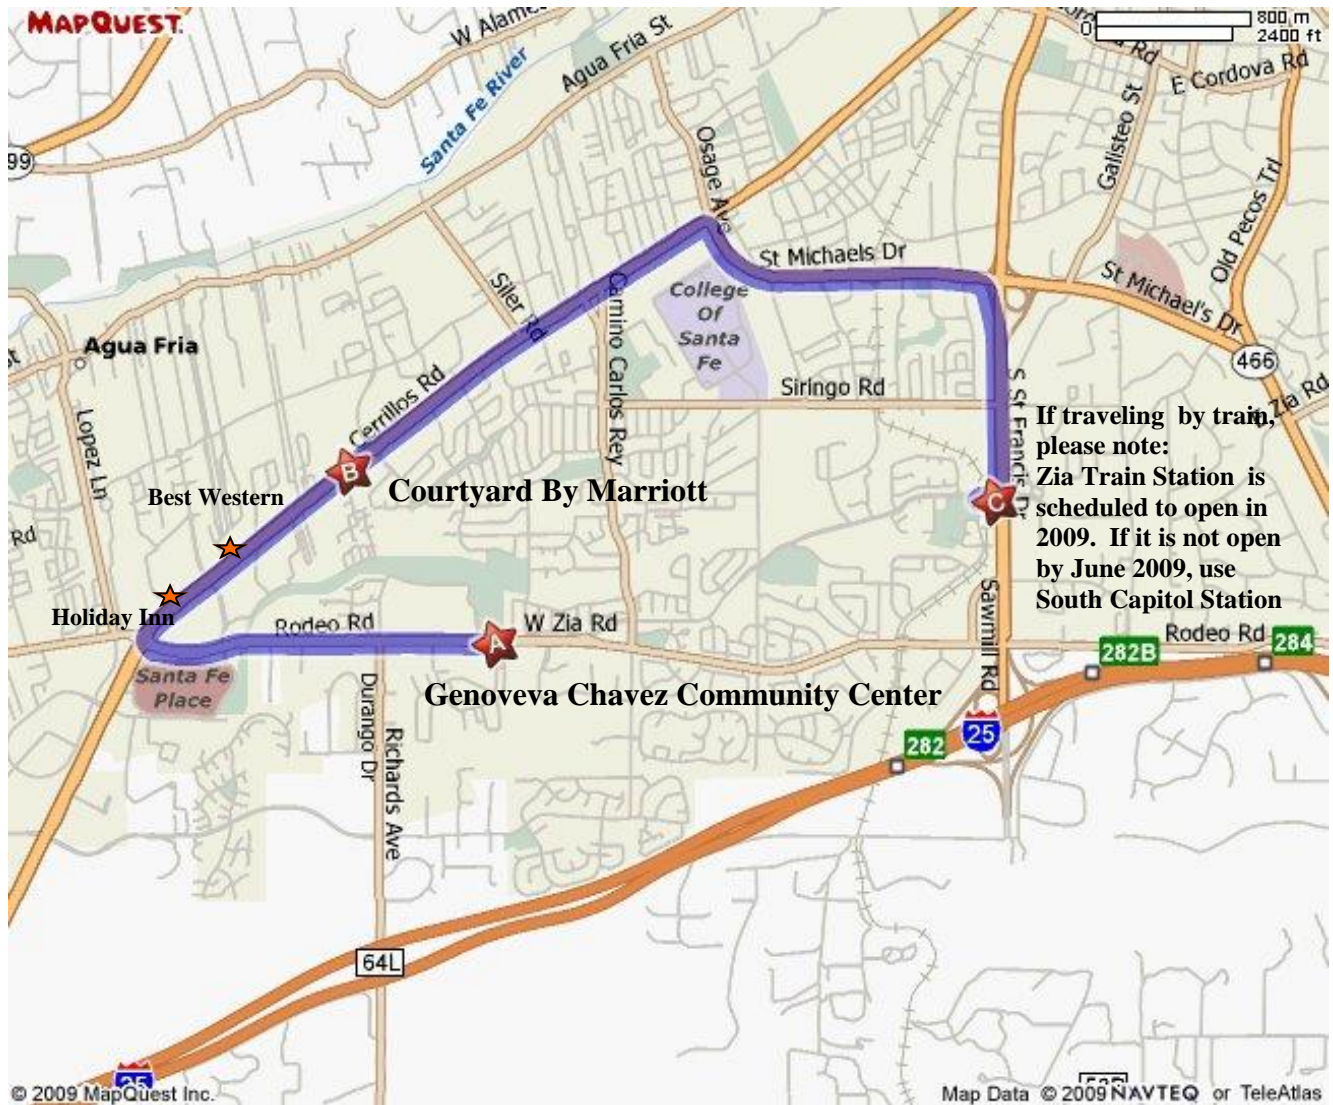 MAPQUEST.
800 m
0
2400 ft
W Alame
Agua Fria St
Rd
E Cordova Rd
Santa Fe River
Galisteo St
99
Osage Ave
Old Pecos Trl
St Michaels Dr
St Michael's Dr
Siler Rd
Camino Carlos Rey
College
Of
Santa
Fe
Agua Fria
466
Cerrillos Rd
Siringo Rd
S St Francis Dr
Zia Rd
Lopez Ln
If traveling by train,
please note:
Zia Train Station is
scheduled to open in
2009. If it is not open
by June 2009, use
South Capitol Station
B
Courtyard By Marriott
Best Western
C
Rd
Holiday Inn
Rodeo Rd
A
W Zia Rd
Sawmill Rd
Rodeo Rd
282B
284
Santa Fe
Place
Genoveva Chavez Community Center
Durango Dr
Richards Ave
282
25
64L
25
© 2009 MapQuest Inc.
Map Data © 2009 NAVTEQ or TeleAtlas